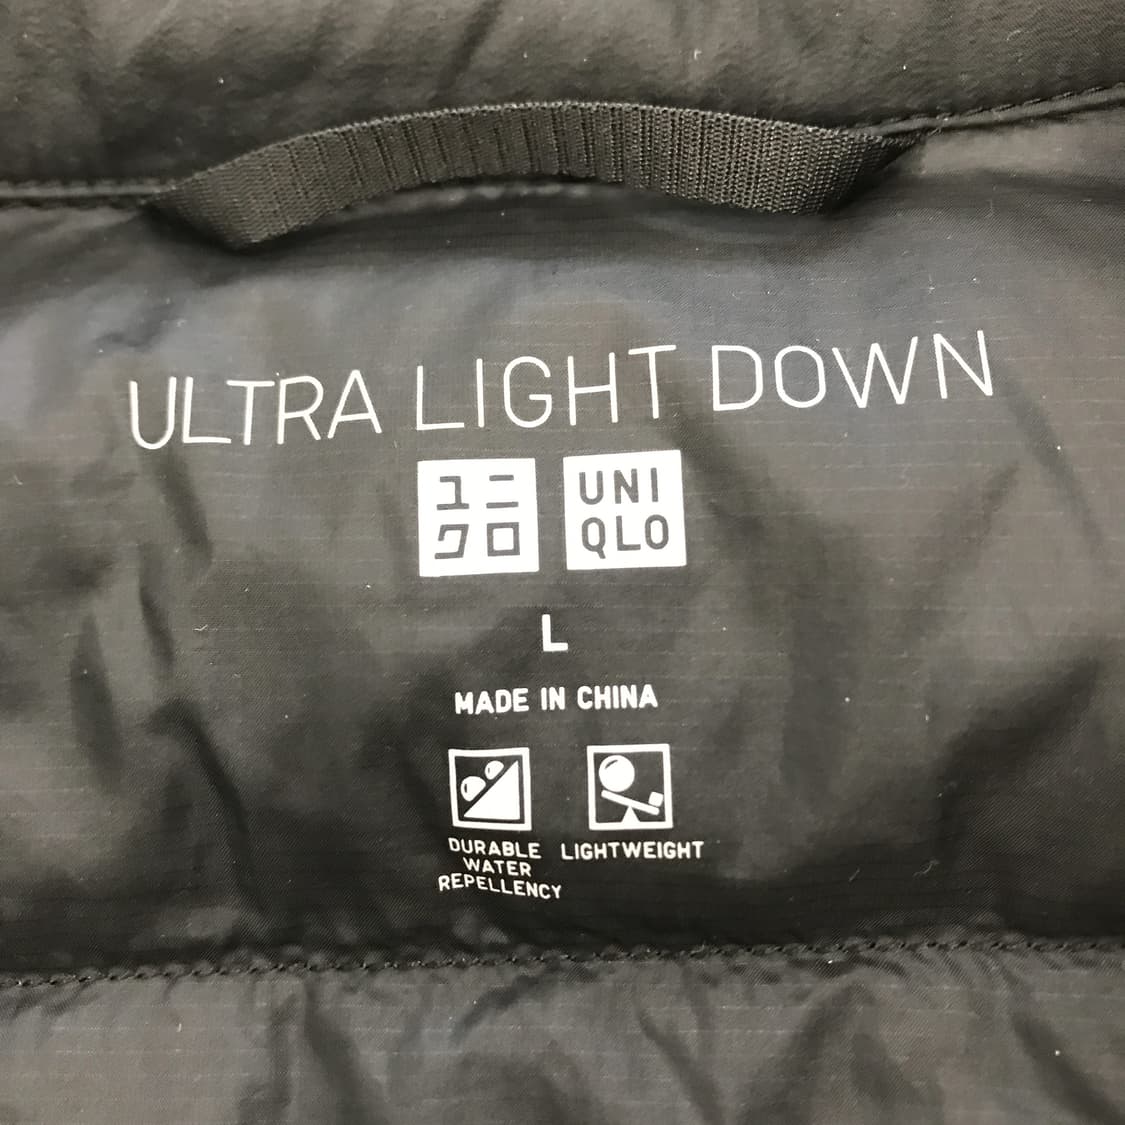 ULTRA LIGHT DOWN
ユニ
クロ
UNI
QLO
L
MADE IN CHINA
DURABLE
WATER
REPELLENCY
LIGHTWEIGHT